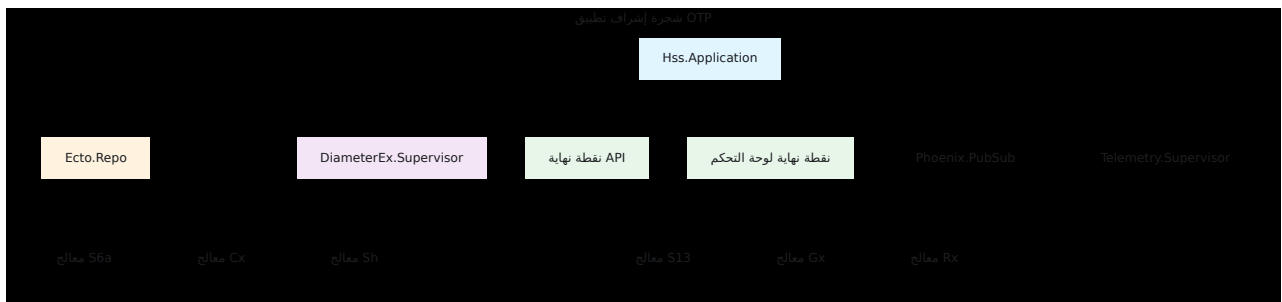 شجرة إشراف تطبيق OTP
Hss.Application
Ecto.Repo
DiameterEx.Supervisor
نقطة نهاية API
نقطة نهاية لوحة التحكم
Phoenix.PubSub
Telemetry.Supervisor
معالج S6a
معالج Cx
معالج Sh
معالج S13
معالج Gx
معالج Rx